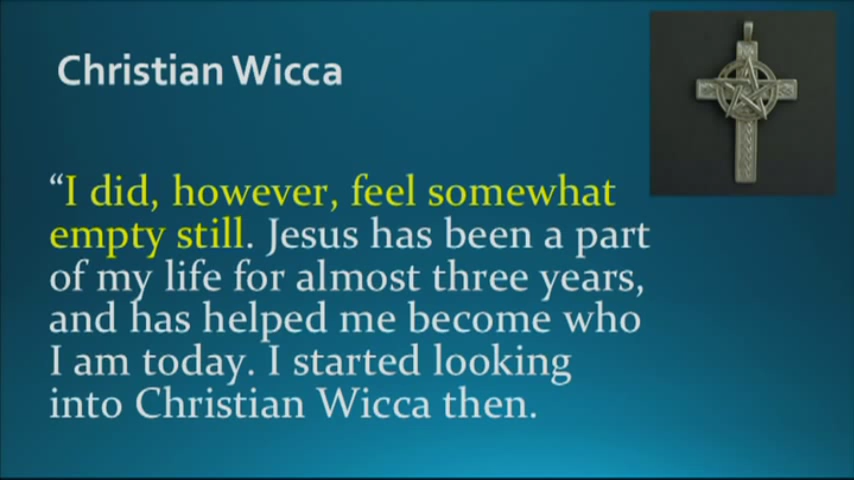 Christian Wicca
“I did, however, feel somewhat
empty still. Jesus has been a part
of my life for almost three years,
and has helped me become who
I am today. I started looking
into Christian Wicca then.